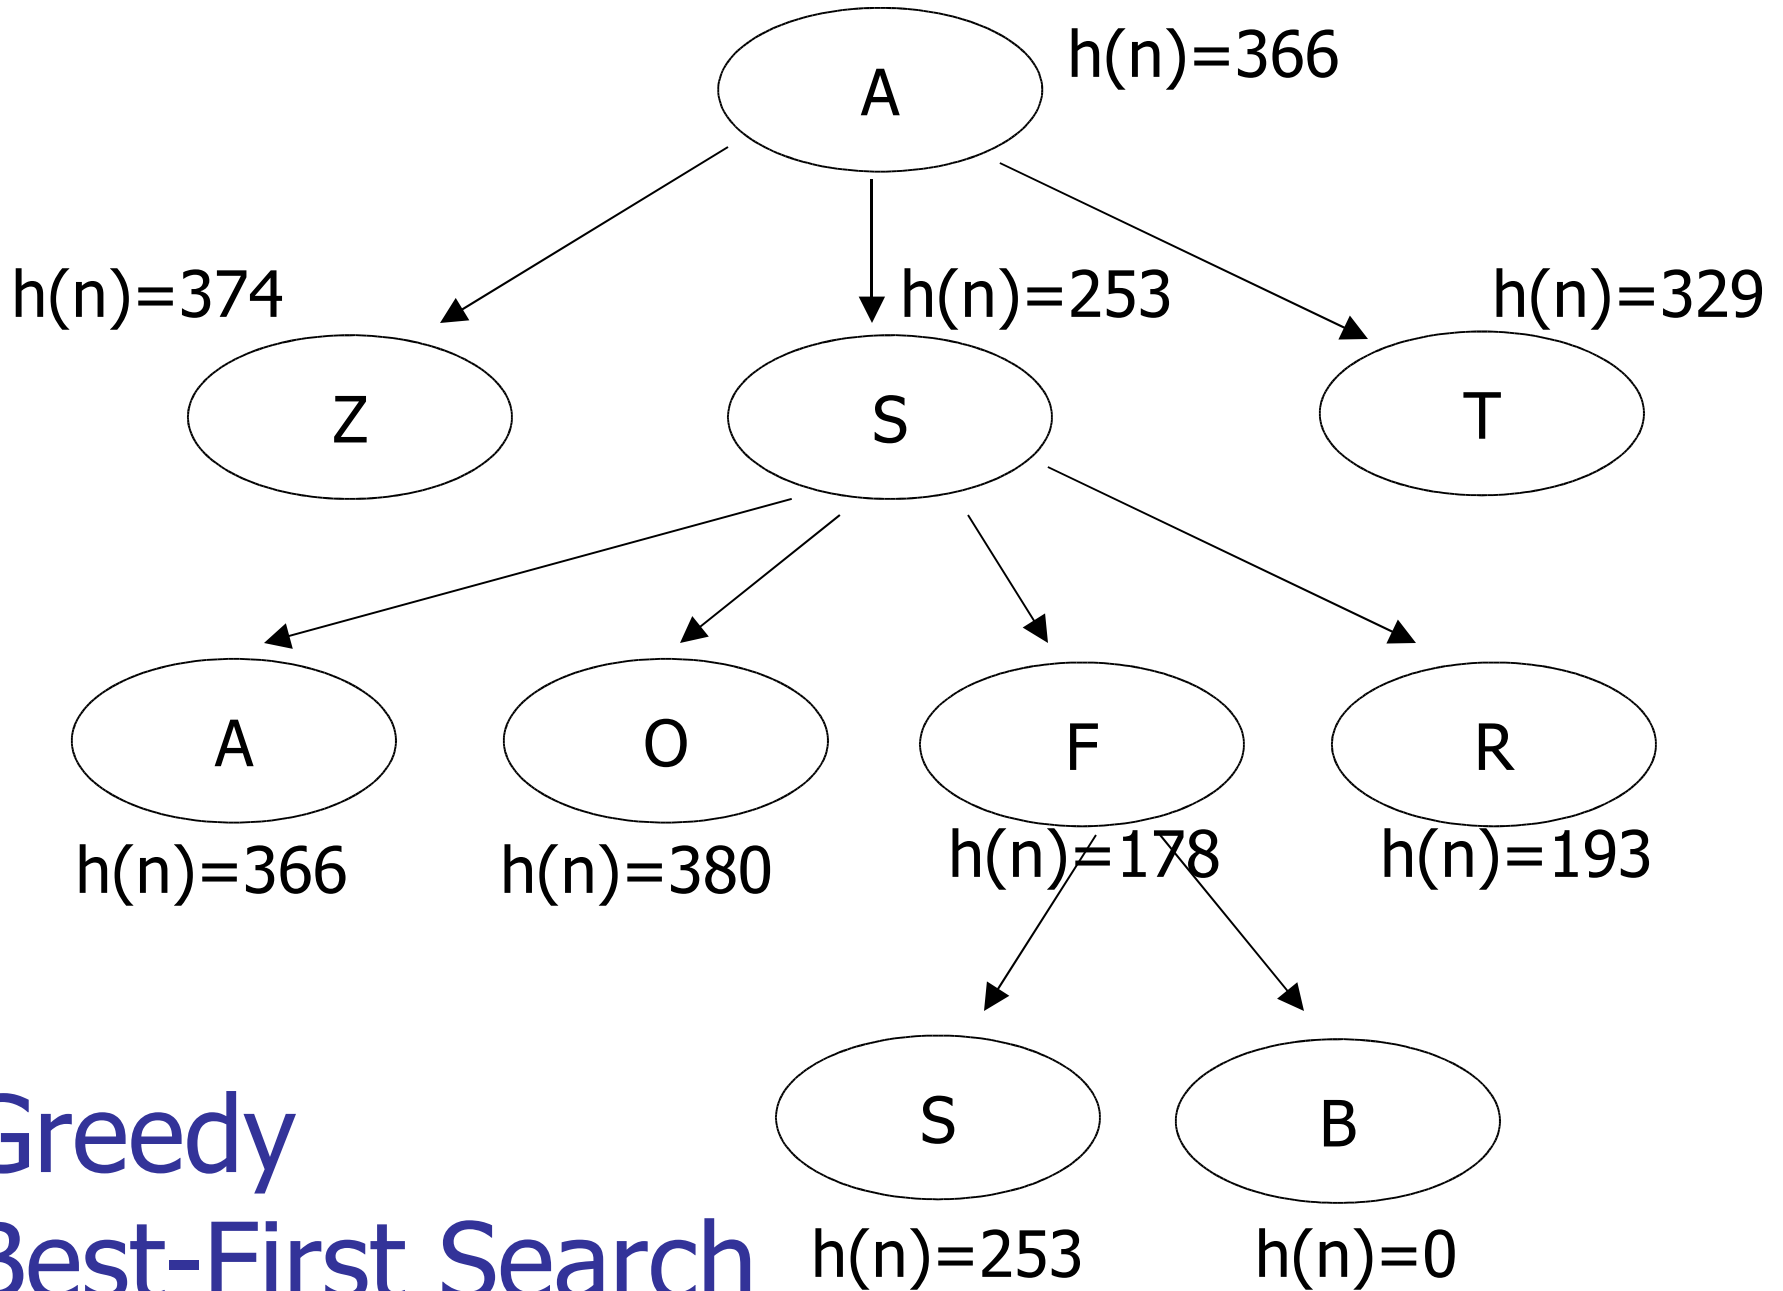 A
h(n)=366
h(n)=374
h(n)=253
h(n)=329
Z
S
T
A
O
F
R
h(n)=366
h(n)=380
h(n)=178
h(n)=193
S
B
Greedy
Best-First Search
h(n)=253
h(n)=0